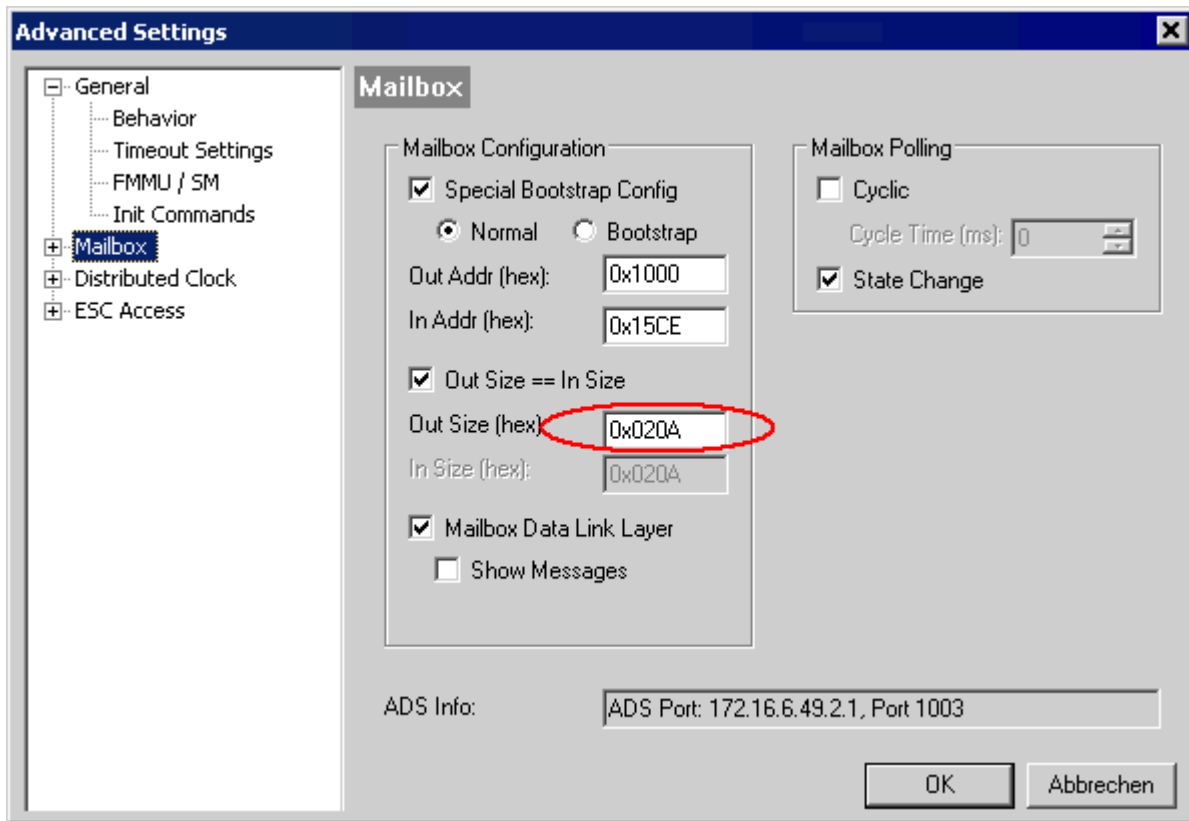 Advanced Settings
General
Behavior
Timeout Settings
FMMU / SM
Init Commands
Mailbox
Distributed Clock
ESC Access
Mailbox
Mailbox Configuration
Special Bootstrap Config
Normal Bootstrap
Out Addr (hex): 0x1000
In Addr (hex): 0x15CE
Out Size == In Size
Out Size (hex) 0x020A
In Size (hex): 0x020A
Mailbox Data Link Layer
Show Messages
Mailbox Polling
Cyclic
Cycle Time (ms): 0
State Change
ADS Info: ADS Port: 172.16.6.49.2.1, Port 1003
OK Abbrechen